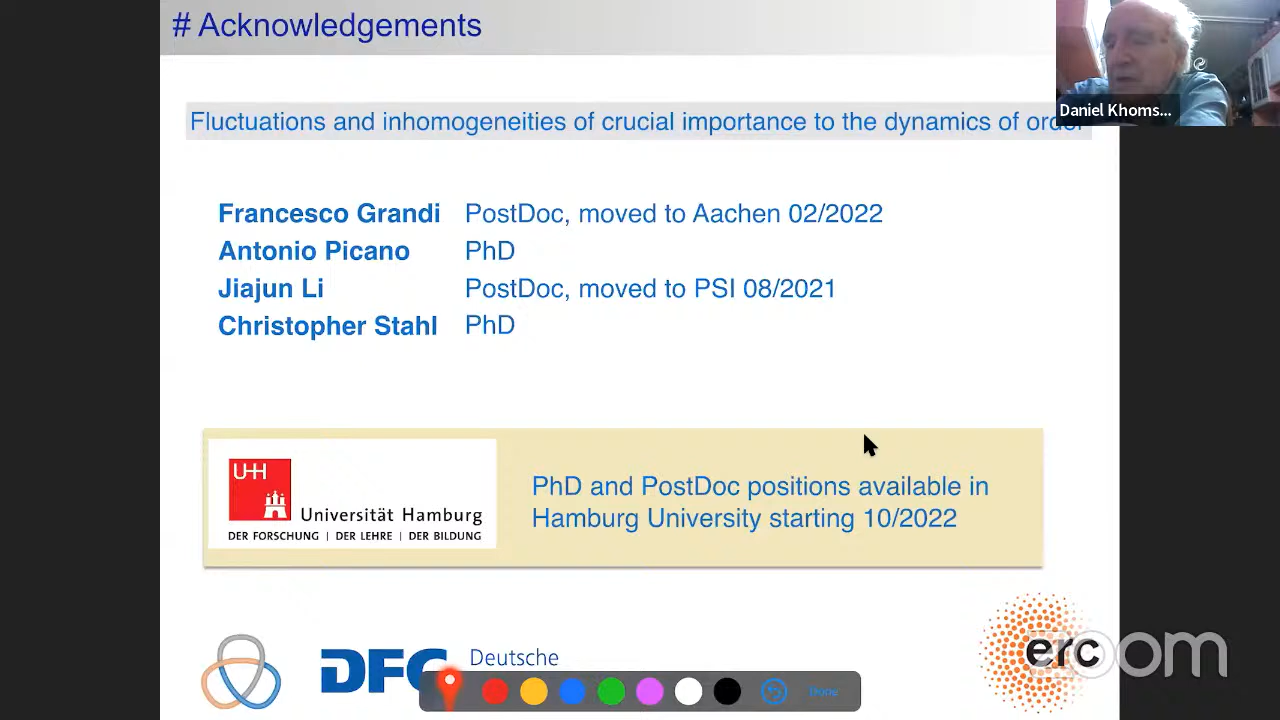 # Acknowledgements
Daniel Khoms...
Fluctuations and inhomogeneities of crucial importance to the dynamics of order
Francesco Grandi PostDoc, moved to Aachen 02/2022
Antonio Picano PhD
Jiajun Li PostDoc, moved to PSI 08/2021
Christopher Stahl PhD
UH
Universität Hamburg
DER FORSCHUNG | DER LEHRE | DER BILDUNG
PhD and PostDoc positions available in
Hamburg University starting 10/2022
DFG Deutsche
erc
zoom
None